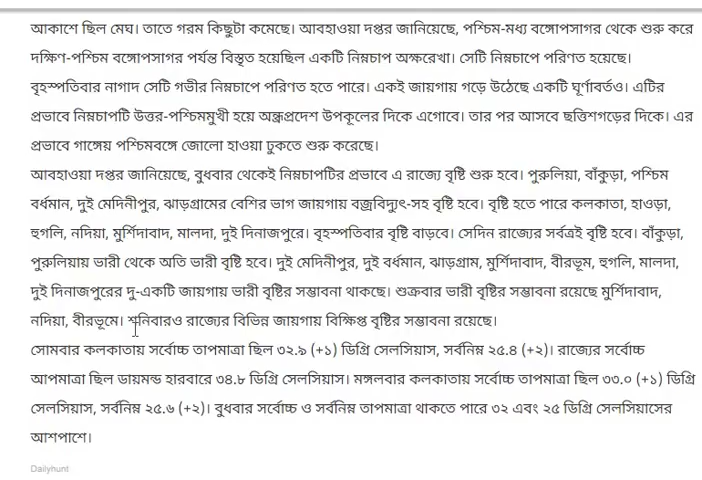 আকাশে ছিল মেঘ। তাতে গরম কিছুটা কমেছে। আবহাওয়া দপ্তর জানিয়েছে, পশ্চিম-মধ্য বঙ্গোপসাগর থেকে শুরু করে
দক্ষিণ-পশ্চিম বঙ্গোপসাগর পর্যন্ত বিস্তৃত হয়েছিল একটি নিম্নচাপ অক্ষরেখা। সেটি নিম্নচাপে পরিণত হয়েছে।
বৃহস্পতিবার নাগাদ সেটি গভীর নিম্নচাপে পরিণত হতে পারে। একই জায়গায় গড়ে উঠেছে একটি ঘূর্ণাবর্তও। এটির
প্রভাবে নিম্নচাপটি উত্তর-পশ্চিমমুখী হয়ে অন্ধ্রপ্রদেশ উপকূলের দিকে এগোবে। তার পর আসবে ছত্তিশগড়ের দিকে। এর
প্রভাবে গাঙ্গেয় পশ্চিমবঙ্গে জোলো হাওয়া ঢুকতে শুরু করেছে।
আবহাওয়া দপ্তর জানিয়েছে, বুধবার থেকেই নিম্নচাপটির প্রভাবে এ রাজ্যে বৃষ্টি শুরু হবে। পুরুলিয়া, বাঁকুড়া, পশ্চিম
বর্ধমান, দুই মেদিনীপুর, ঝাড়গ্রামের বেশির ভাগ জায়গায় বজ্রবিদ্যুৎ-সহ বৃষ্টি হবে। বৃষ্টি হতে পারে কলকাতা, হাওড়া,
হুগলি, নদিয়া, মুর্শিদাবাদ, মালদা, দুই দিনাজপুরে। বৃহস্পতিবার বৃষ্টি বাড়বে। সেদিন রাজ্যের সর্বত্রই বৃষ্টি হবে। বাঁকুড়া,
পুরুলিয়ায় ভারী থেকে অতি ভারী বৃষ্টি হবে। দুই মেদিনীপুর, দুই বর্ধমান, ঝাড়গ্রাম, মুর্শিদাবাদ, বীরভূম, হুগলি, মালদা,
দুই দিনাজপুরের দু-একটি জায়গায় ভারী বৃষ্টির সম্ভাবনা থাকছে। শুক্রবার ভারী বৃষ্টির সম্ভাবনা রয়েছে মুর্শিদাবাদ,
নদিয়া, বীরভূমে। শনিবারও রাজ্যের বিভিন্ন জায়গায় বিক্ষিপ্ত বৃষ্টির সম্ভাবনা রয়েছে।
সোমবার কলকাতায় সর্বোচ্চ তাপমাত্রা ছিল ৩২.৯ (+১) ডিগ্রি সেলসিয়াস, সর্বনিম্ন ২৫.৪ (+২)। রাজ্যের সর্বোচ্চ
আপমাত্রা ছিল ডায়মন্ড হারবারে ৩৪.৮ ডিগ্রি সেলসিয়াস। মঙ্গলবার কলকাতায় সর্বোচ্চ তাপমাত্রা ছিল ৩৩.০ (+১) ডিগ্রি
সেলসিয়াস, সর্বনিম্ন ২৫.৬ (+২)। বুধবার সর্বোচ্চ ও সর্বনিম্ন তাপমাত্রা থাকতে পারে ৩২ এবং ২৫ ডিগ্রি সেলসিয়াসের
আশপাশে।
Dailyhunt